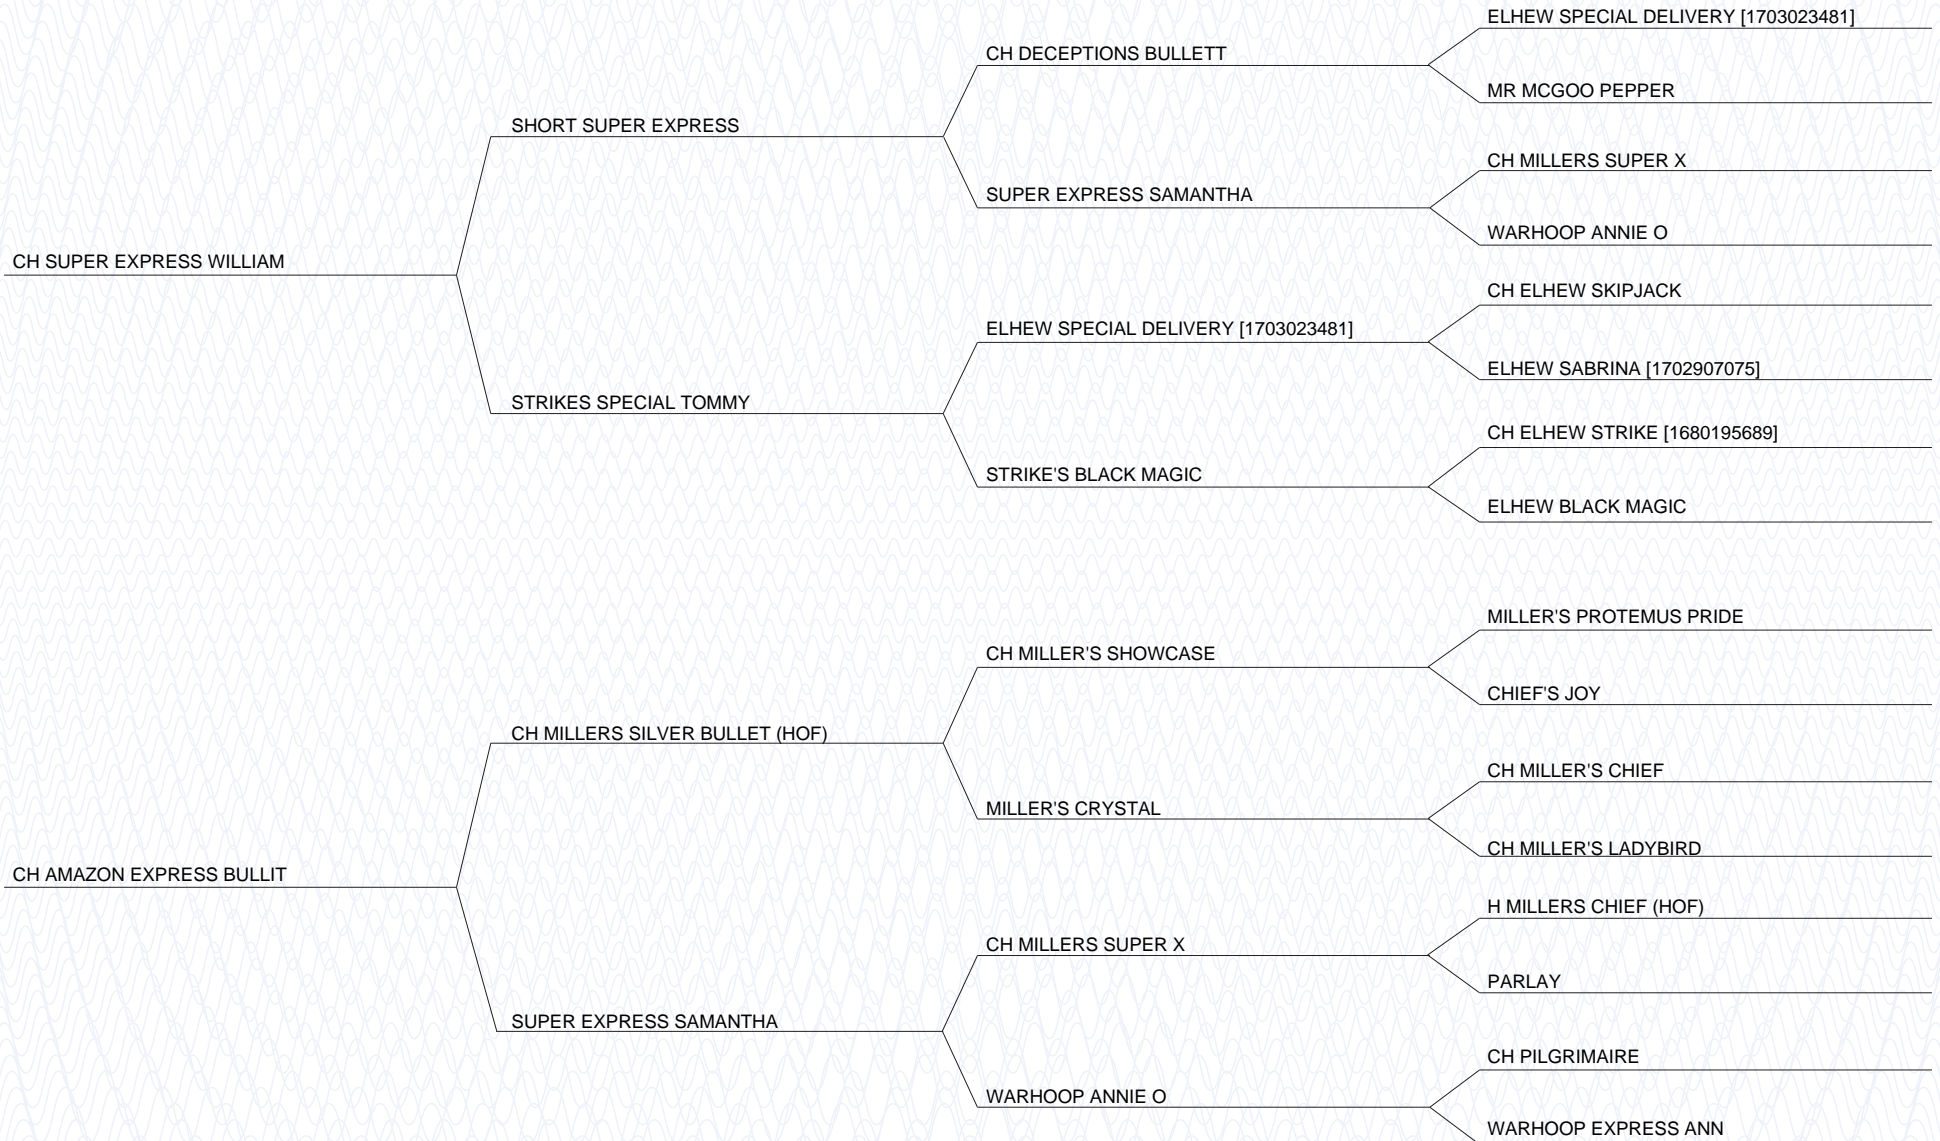 ELHEW SPECIAL DELIVERY [1703023481]
CH DECEPTIONS BULLETT
MR MCGOO PEPPER
SHORT SUPER EXPRESS
CH MILLERS SUPER X
SUPER EXPRESS SAMANTHA
WARHOOP ANNIE O
CH SUPER EXPRESS WILLIAM
CH ELHEW SKIPJACK
ELHEW SPECIAL DELIVERY [1703023481]
ELHEW SABRINA [1702907075]
STRIKES SPECIAL TOMMY
CH ELHEW STRIKE [1680195689]
STRIKE'S BLACK MAGIC
ELHEW BLACK MAGIC
MILLER'S PROTEMUS PRIDE
CH MILLER'S SHOWCASE
CHIEF'S JOY
CH MILLERS SILVER BULLET (HOF)
CH MILLER'S CHIEF
MILLER'S CRYSTAL
CH MILLER'S LADYBIRD
CH AMAZON EXPRESS BULLIT
H MILLERS CHIEF (HOF)
CH MILLERS SUPER X
PARLAY
SUPER EXPRESS SAMANTHA
CH PILGRIMAIRE
WARHOOP ANNIE O
WARHOOP EXPRESS ANN